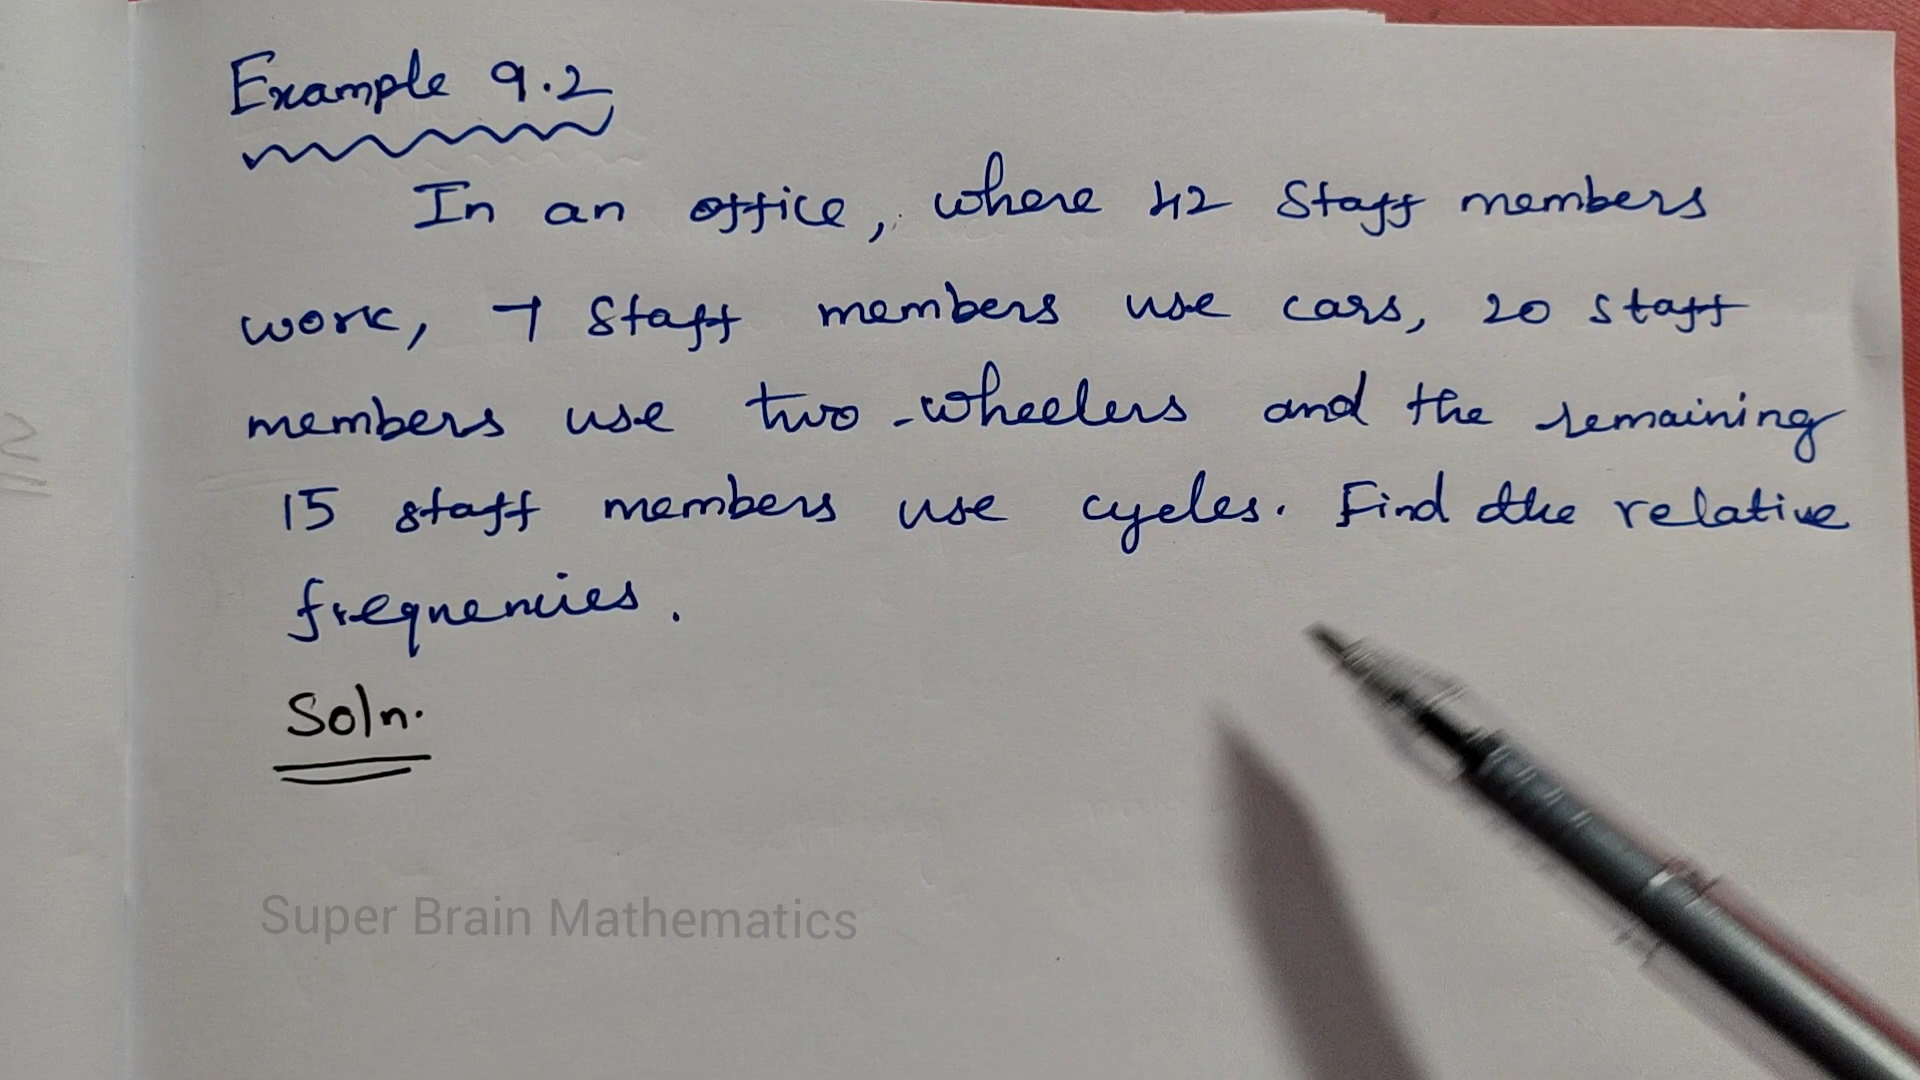 Example 9.2
In an office, where 42 Staff members
work, 7 Staff members use cars, 20 staff
members use two-wheelers and the remaining
15 staff members use cycles. Find the relative
frequencies.
Soln.
Super Brain Mathematics